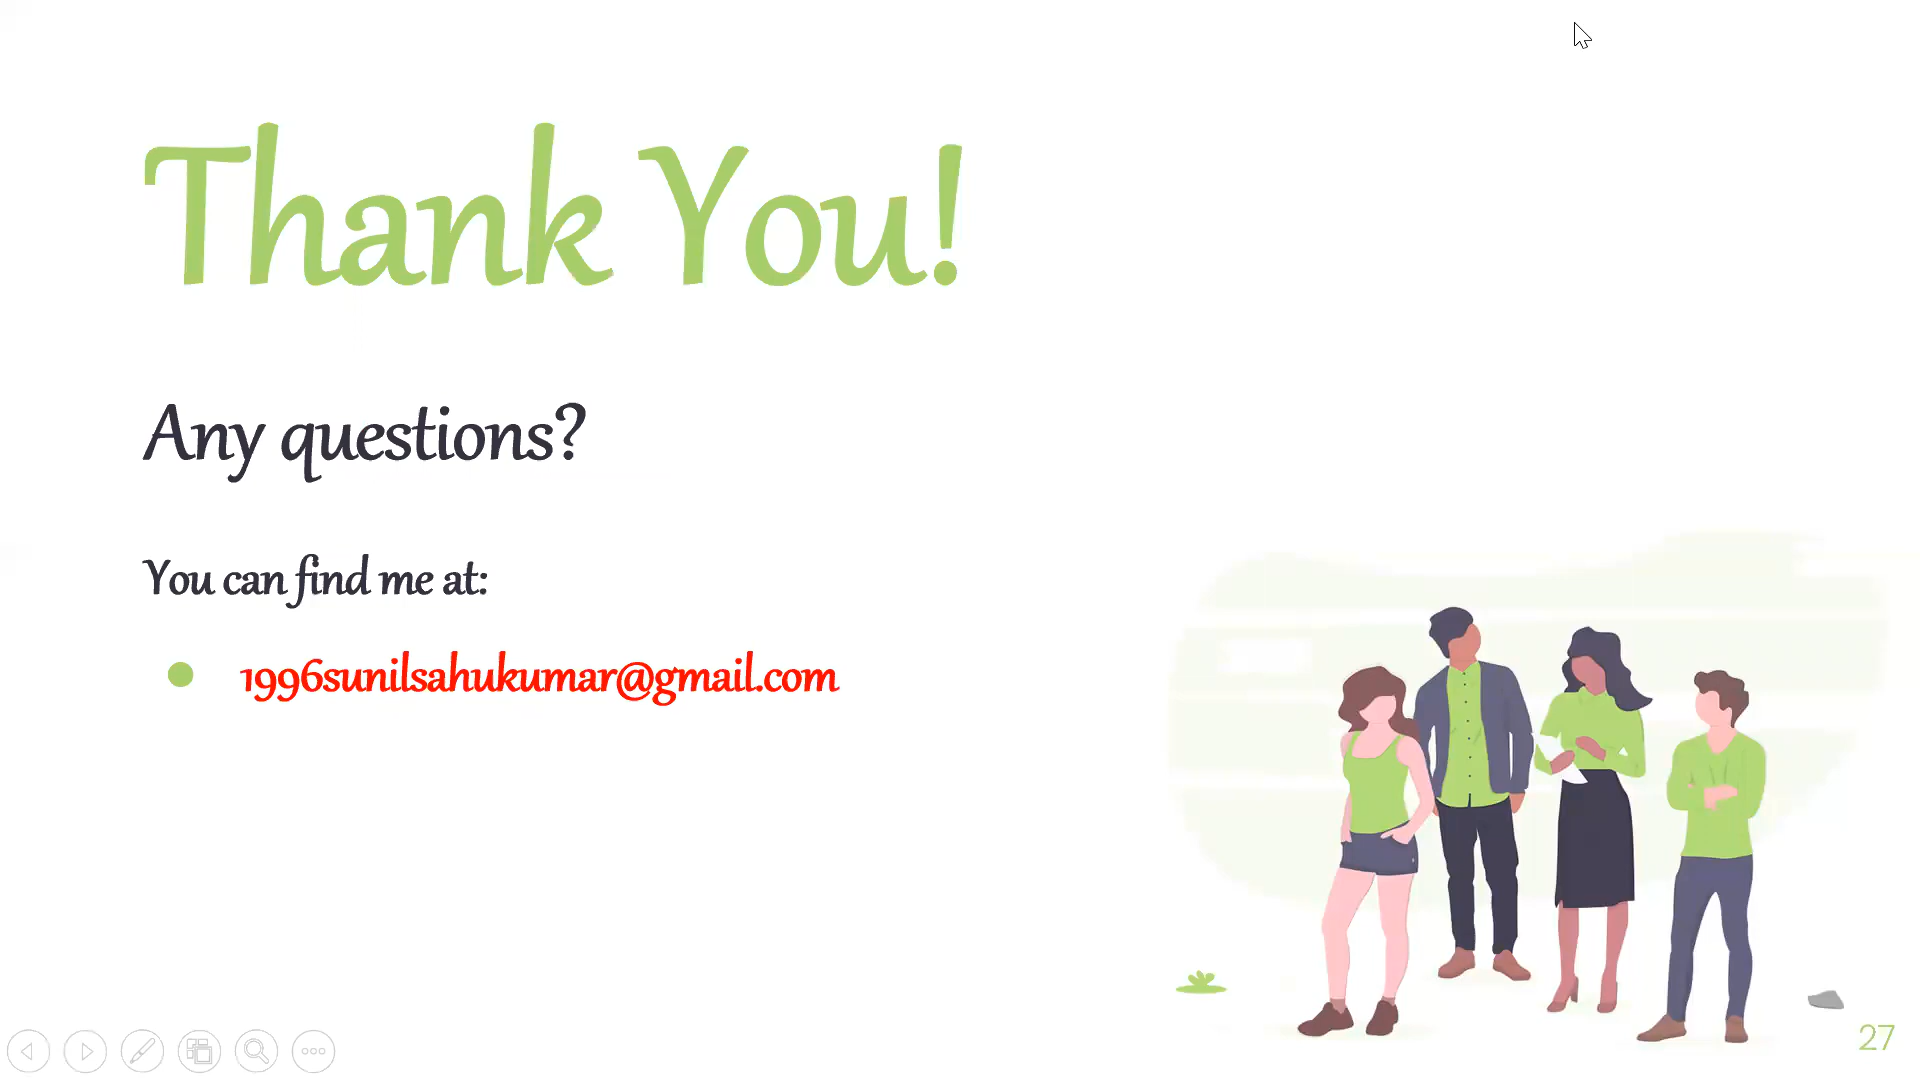 Thank You!
Any questions?
You can find me at:
1996sunilsahukumar@gmail.com
27